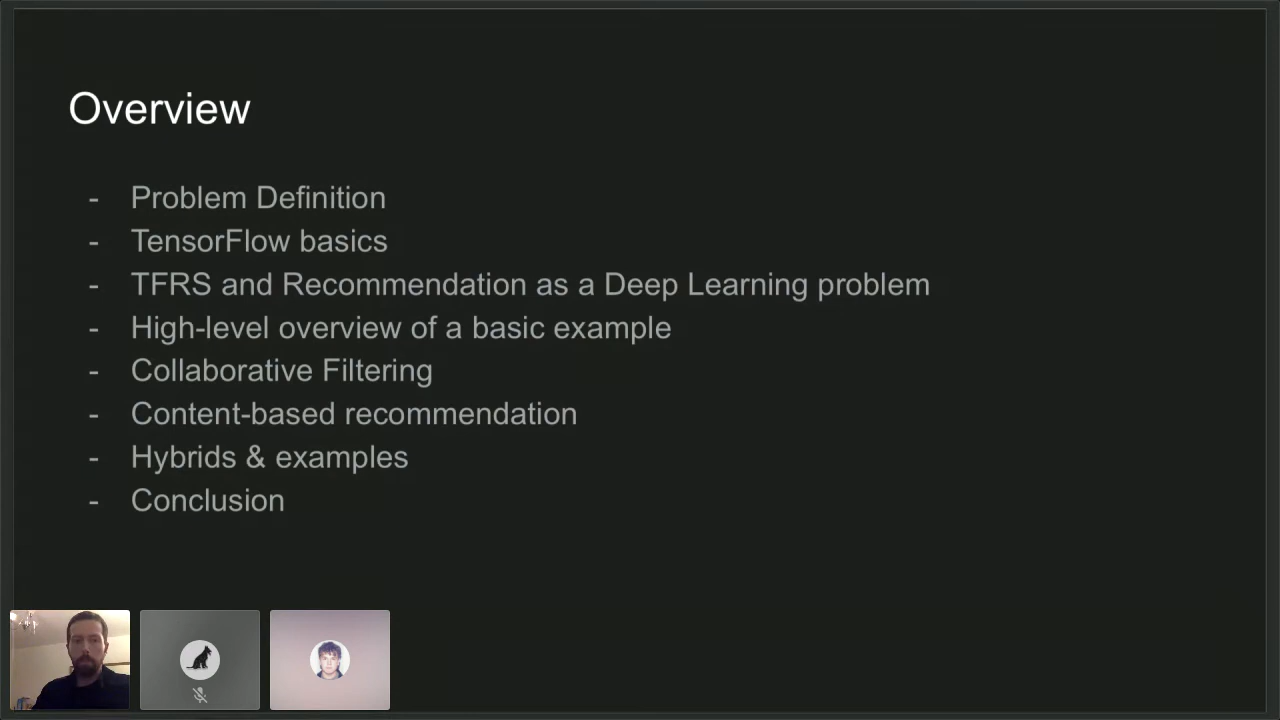 Overview
- Problem Definition
- TensorFlow basics
- TFRS and Recommendation as a Deep Learning problem
- High-level overview of a basic example
- Collaborative Filtering
- Content-based recommendation
- Hybrids & examples
- Conclusion